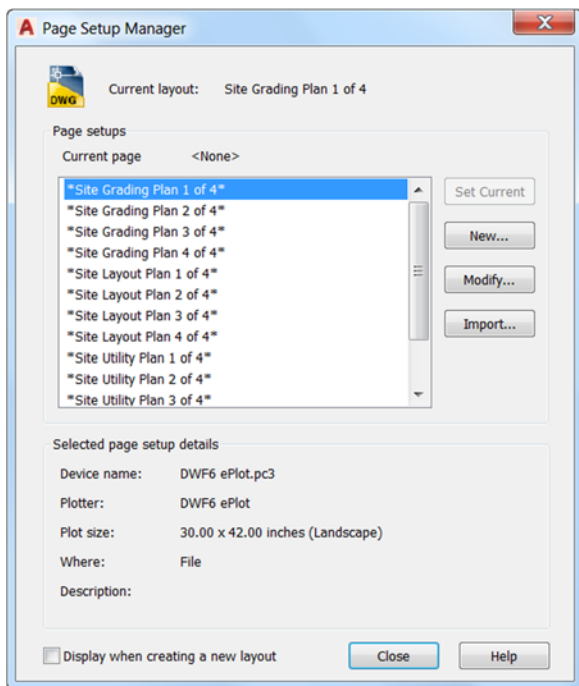 Page Setup Manager
DWG
Current layout: Site Grading Plan 1 of 4
Page setups
Current page <None>
*Site Grading Plan 1 of 4*
*Site Grading Plan 2 of 4*
*Site Grading Plan 3 of 4*
*Site Grading Plan 4 of 4*
*Site Layout Plan 1 of 4*
*Site Layout Plan 2 of 4*
*Site Layout Plan 3 of 4*
*Site Layout Plan 4 of 4*
*Site Utility Plan 1 of 4*
*Site Utility Plan 2 of 4*
*Site Utility Plan 3 of 4*
Set Current
New...
Modify...
Import...
Selected page setup details
Device name: DWF6 ePlot.pc3
Plotter: DWF6 ePlot
Plot size: 30.00 x 42.00 inches (Landscape)
Where: File
Description:
Display when creating a new layout
Close
Help